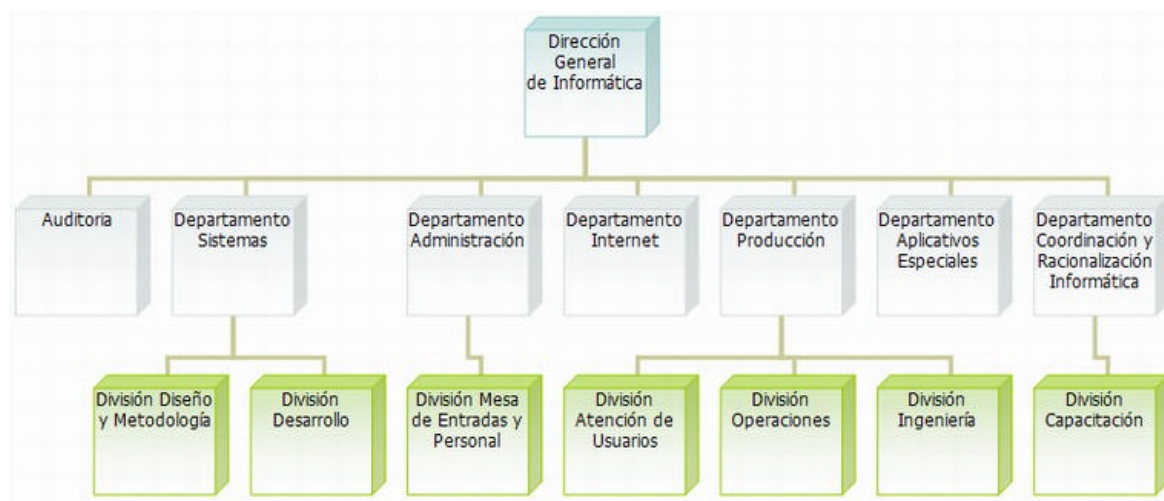 Dirección
General
de Informática
Auditoria
Departamento
Sistemas
Departamento
Administración
Departamento
Internet
Departamento
Producción
Departamento
Aplicativos
Especiales
Departamento
Coordinación y
Racionalización
Informática
División Diseño
y Metodología
División
Desarrollo
División Mesa
de Entradas y
Personal
División
Atención de
Usuarios
División
Operaciones
División
Ingeniería
División
Capacitación